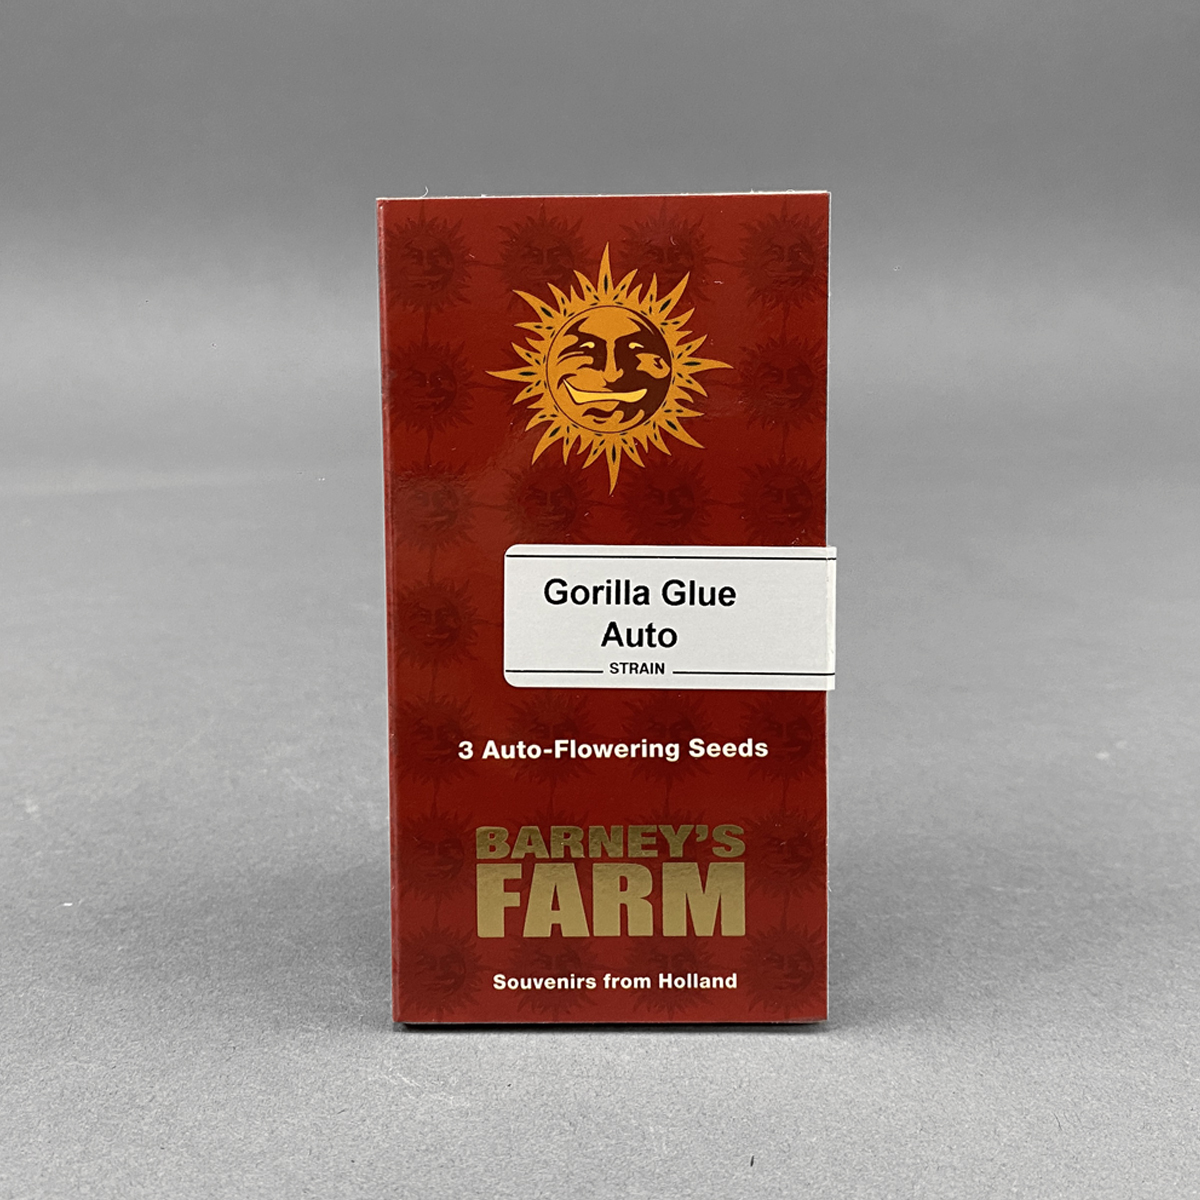 Gorilla Glue
Auto
STRAIN
3 Auto-Flowering Seeds
BARNEY'S
FARM
Souvenirs from Holland